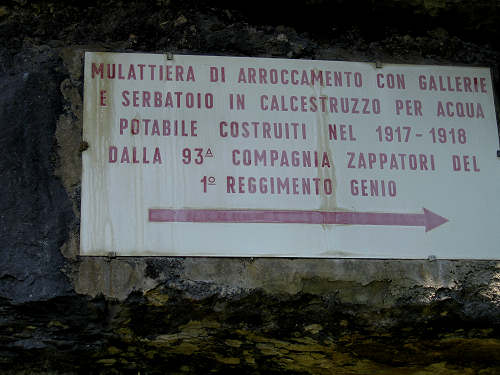 MULATTIERA DI ARROCCAMENTO CON GALLERIE
E SERBATOIO IN CALCESTRUZZO PER ACQUA
POTABILE COSTRUITI NEL 1917-1918
DALLA 93ᴬ COMPAGNIA ZAPPATORI DEL
1º REGGIMENTO GENIO